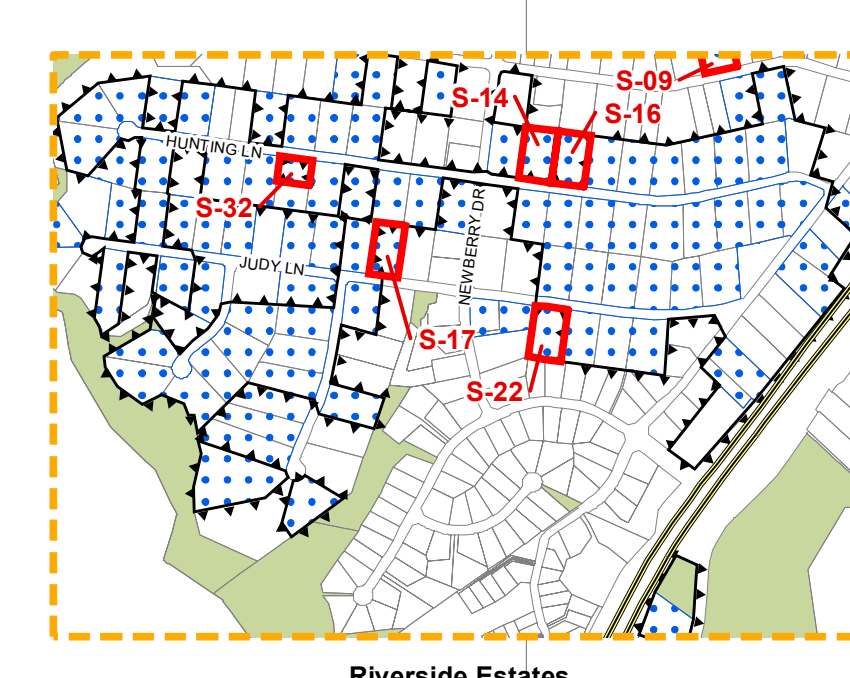 S-09
S-14
S-16
HUNTING LN
S-32
NEWBERRY DR
JUDY LN
S-17
S-22
Riverside Estates